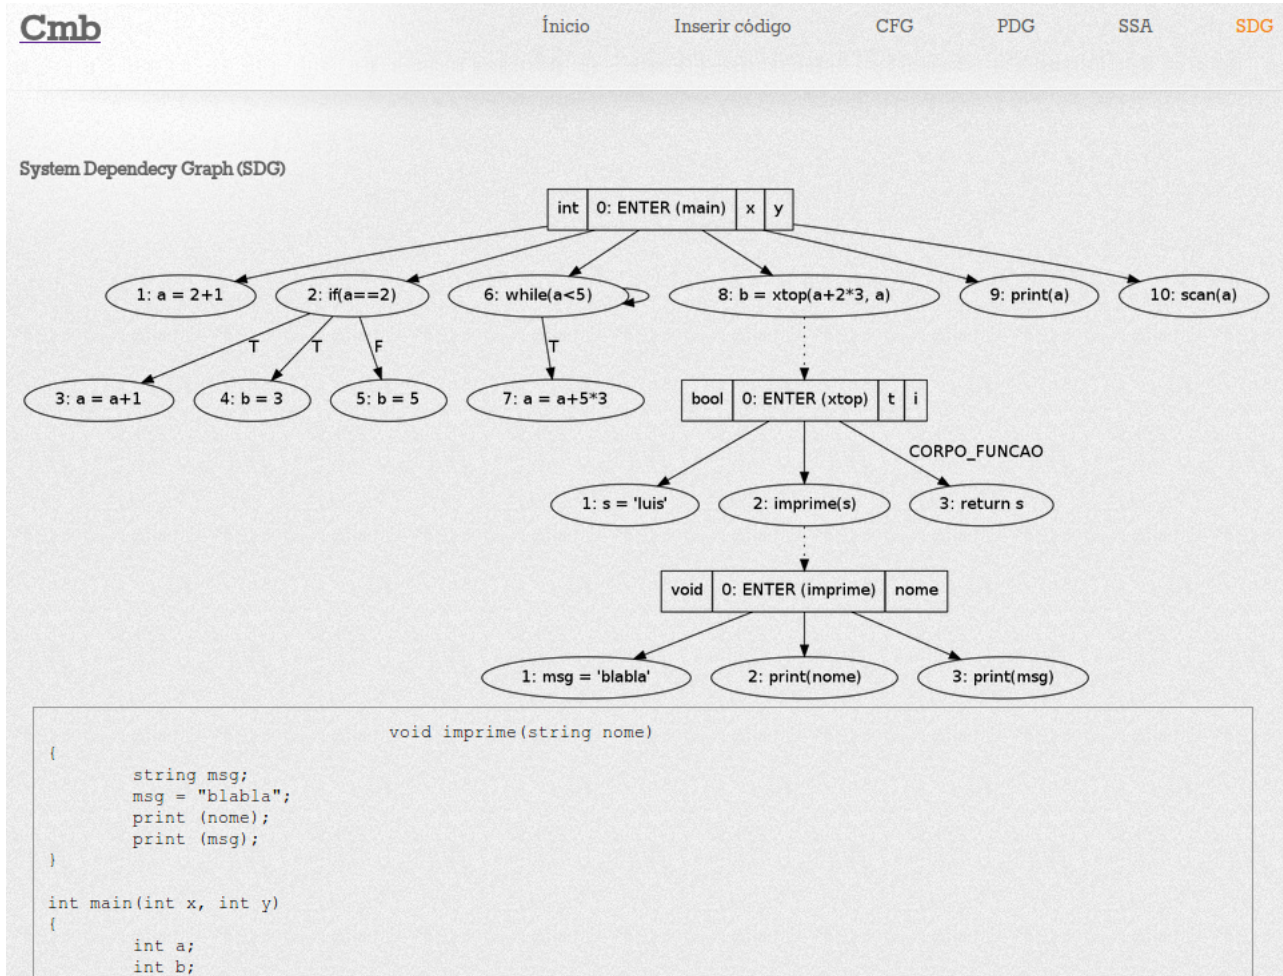 Cmb Ínicio Inserir código CFG PDG SSA SDG
System Dependecy Graph (SDG)
int 0: ENTER (main) x y
1: a = 2+1 2: if(a==2) 6: while(a<5) 8: b = xtop(a+2*3, a) 9: print(a) 10: scan(a)
T T F T
3: a = a+1 4: b = 3 5: b = 5 7: a = a+5*3 bool 0: ENTER (xtop) t i
CORPO_FUNCAO
1: s = 'luis' 2: imprime(s) 3: return s
void 0: ENTER (imprime) nome
1: msg = 'blabla' 2: print(nome) 3: print(msg)
void imprime(string nome)
{
string msg;
msg = "blabla";
print (nome);
print (msg);
}
int main(int x, int y)
{
int a;
int b;